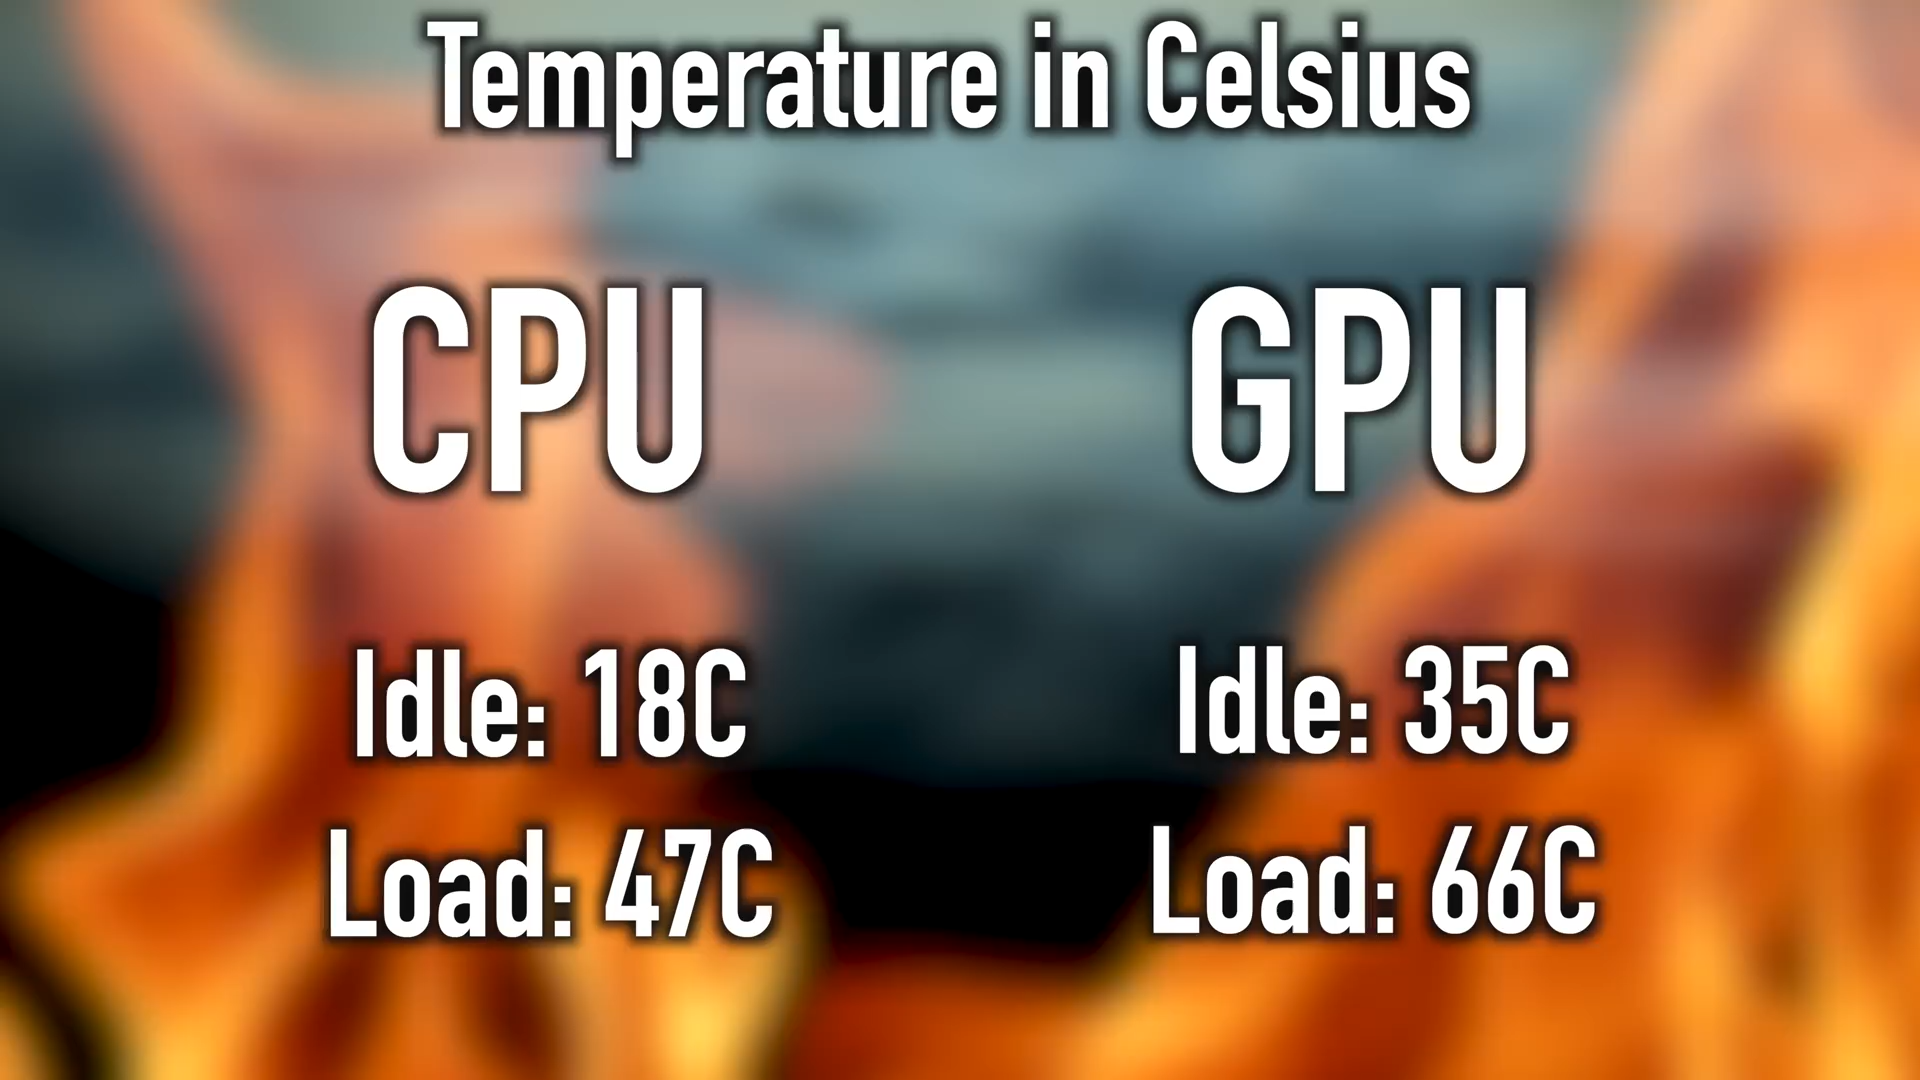 Temperature in Celsius
CPU
Idle: 18C
Load: 47C
GPU
Idle: 35C
Load: 66C